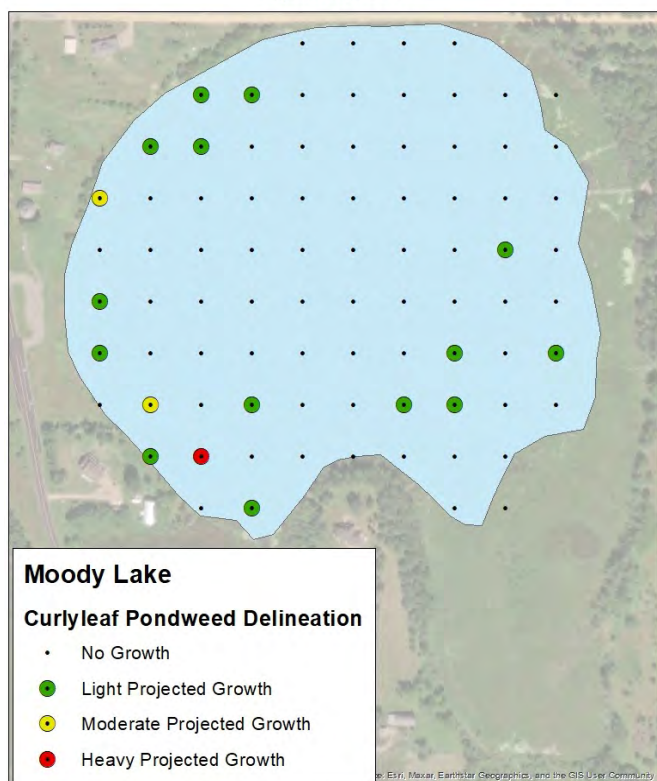 Moody Lake
Curlyleaf Pondweed Delineation
No Growth
Light Projected Growth
Moderate Projected Growth
Heavy Projected Growth
Esri, Maxar, Earthstar Geographics, and the GIS User Community